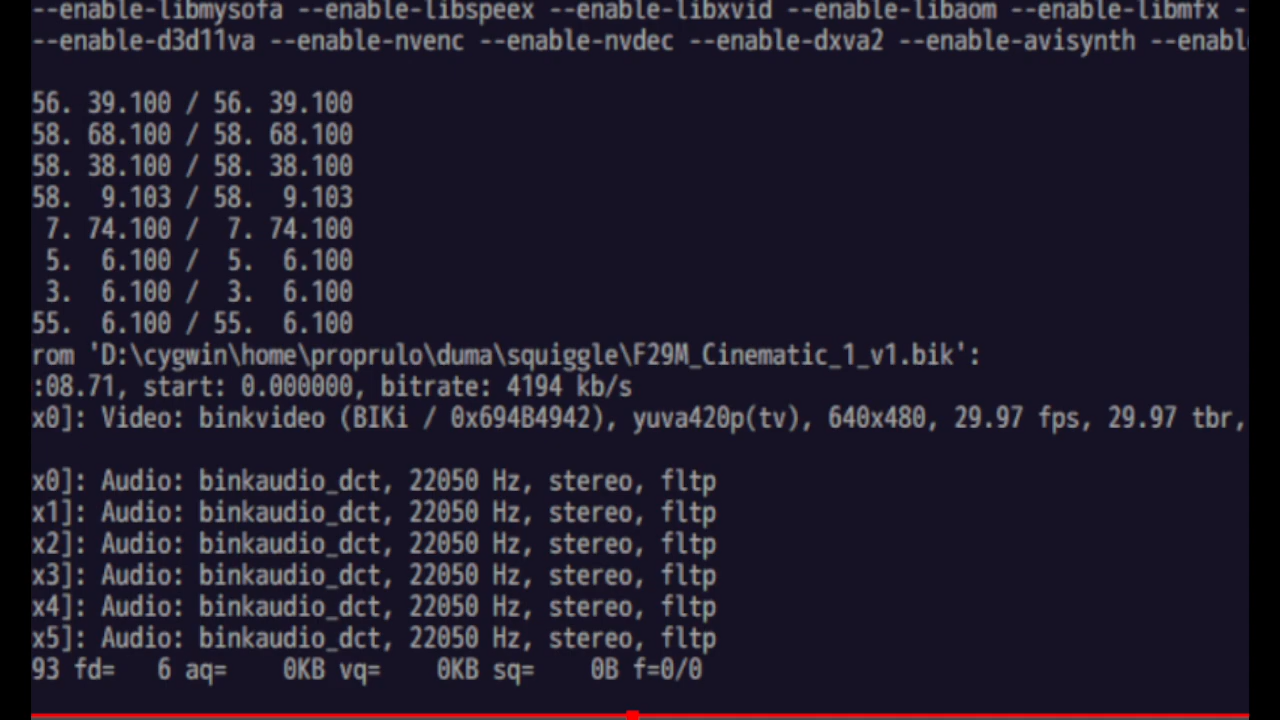 --enable-libmysofa --enable-libspeex --enable-libxvid --enable-libaom --enable-libmfx -
--enable-d3d11va --enable-nvenc --enable-nvdec --enable-dxva2 --enable-avisynth --enabl
56. 39.100 / 56. 39.100
58. 68.100 / 58. 68.100
58. 38.100 / 58. 38.100
58.  9.103 / 58.  9.103
 7. 74.100 /  7. 74.100
 5.  6.100 /  5.  6.100
 3.  6.100 /  3.  6.100
55.  6.100 / 55.  6.100
rom 'D:\cygwin\home\proprulo\duma\squiggle\F29M_Cinematic_1_v1.bik':
:08.71, start: 0.000000, bitrate: 4194 kb/s
x0]: Video: binkvideo (BIKi / 0x694B4942), yuva420p(tv), 640x480, 29.97 fps, 29.97 tbr,
x0]: Audio: binkaudio_dct, 22050 Hz, stereo, fltp
x1]: Audio: binkaudio_dct, 22050 Hz, stereo, fltp
x2]: Audio: binkaudio_dct, 22050 Hz, stereo, fltp
x3]: Audio: binkaudio_dct, 22050 Hz, stereo, fltp
x4]: Audio: binkaudio_dct, 22050 Hz, stereo, fltp
x5]: Audio: binkaudio_dct, 22050 Hz, stereo, fltp
93 fd=   6 aq=    0KB vq=    0KB sq=    0B f=0/0